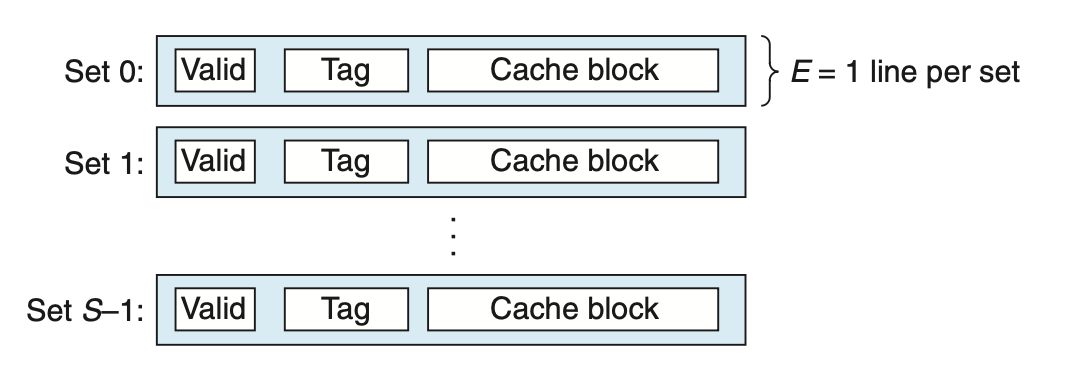 Set 0: Valid Tag Cache block E = 1 line per set
Set 1: Valid Tag Cache block
Set S–1: Valid Tag Cache block